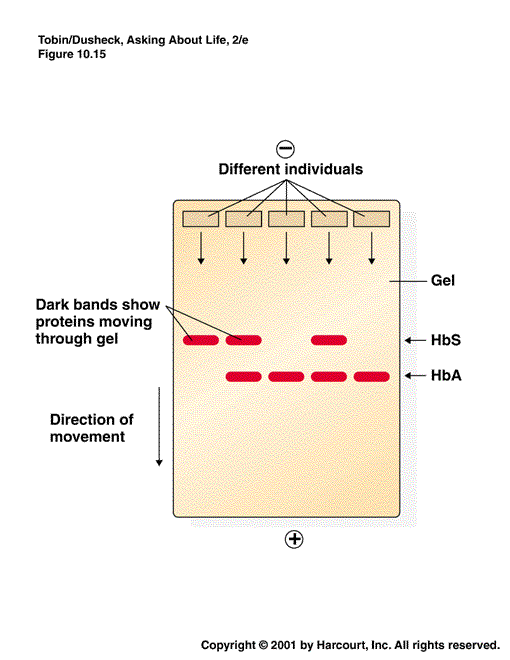 Tobin/Dusheck, Asking About Life, 2/e
Figure 10.15
−
Different individuals
Gel
Dark bands show
proteins moving
through gel
HbS
HbA
Direction of
movement
+
Copyright © 2001 by Harcourt, Inc. All rights reserved.